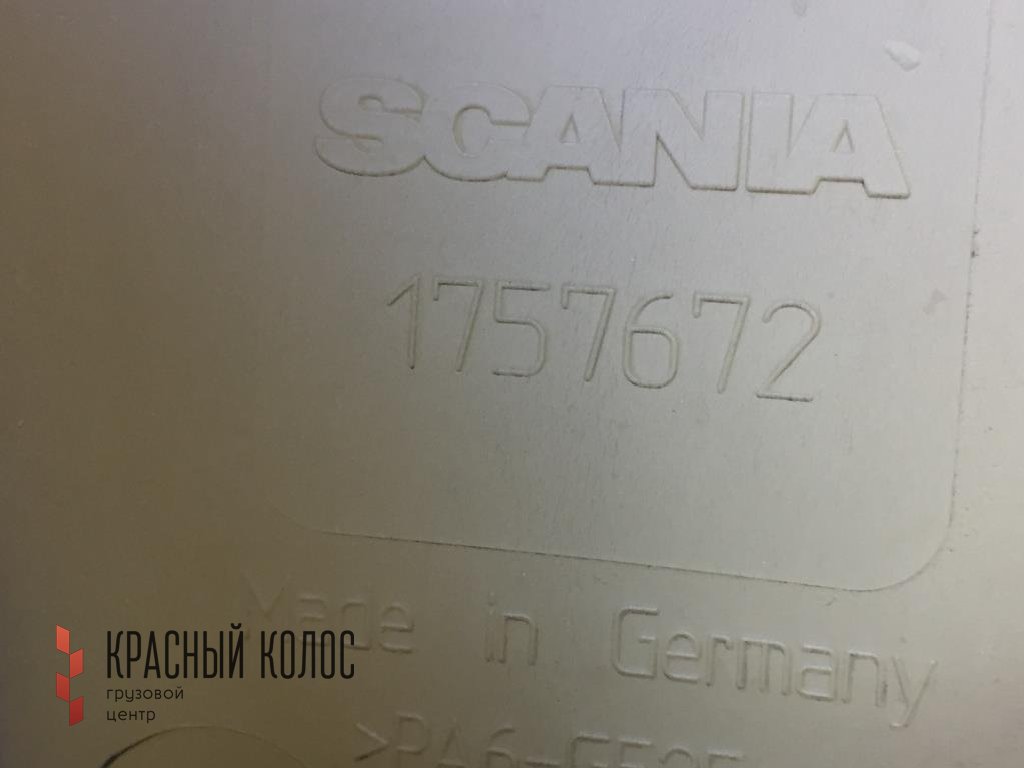 SCANIA
1757672
Made in Germany
КРАСНЫЙ КОЛОС
грузовой
центр